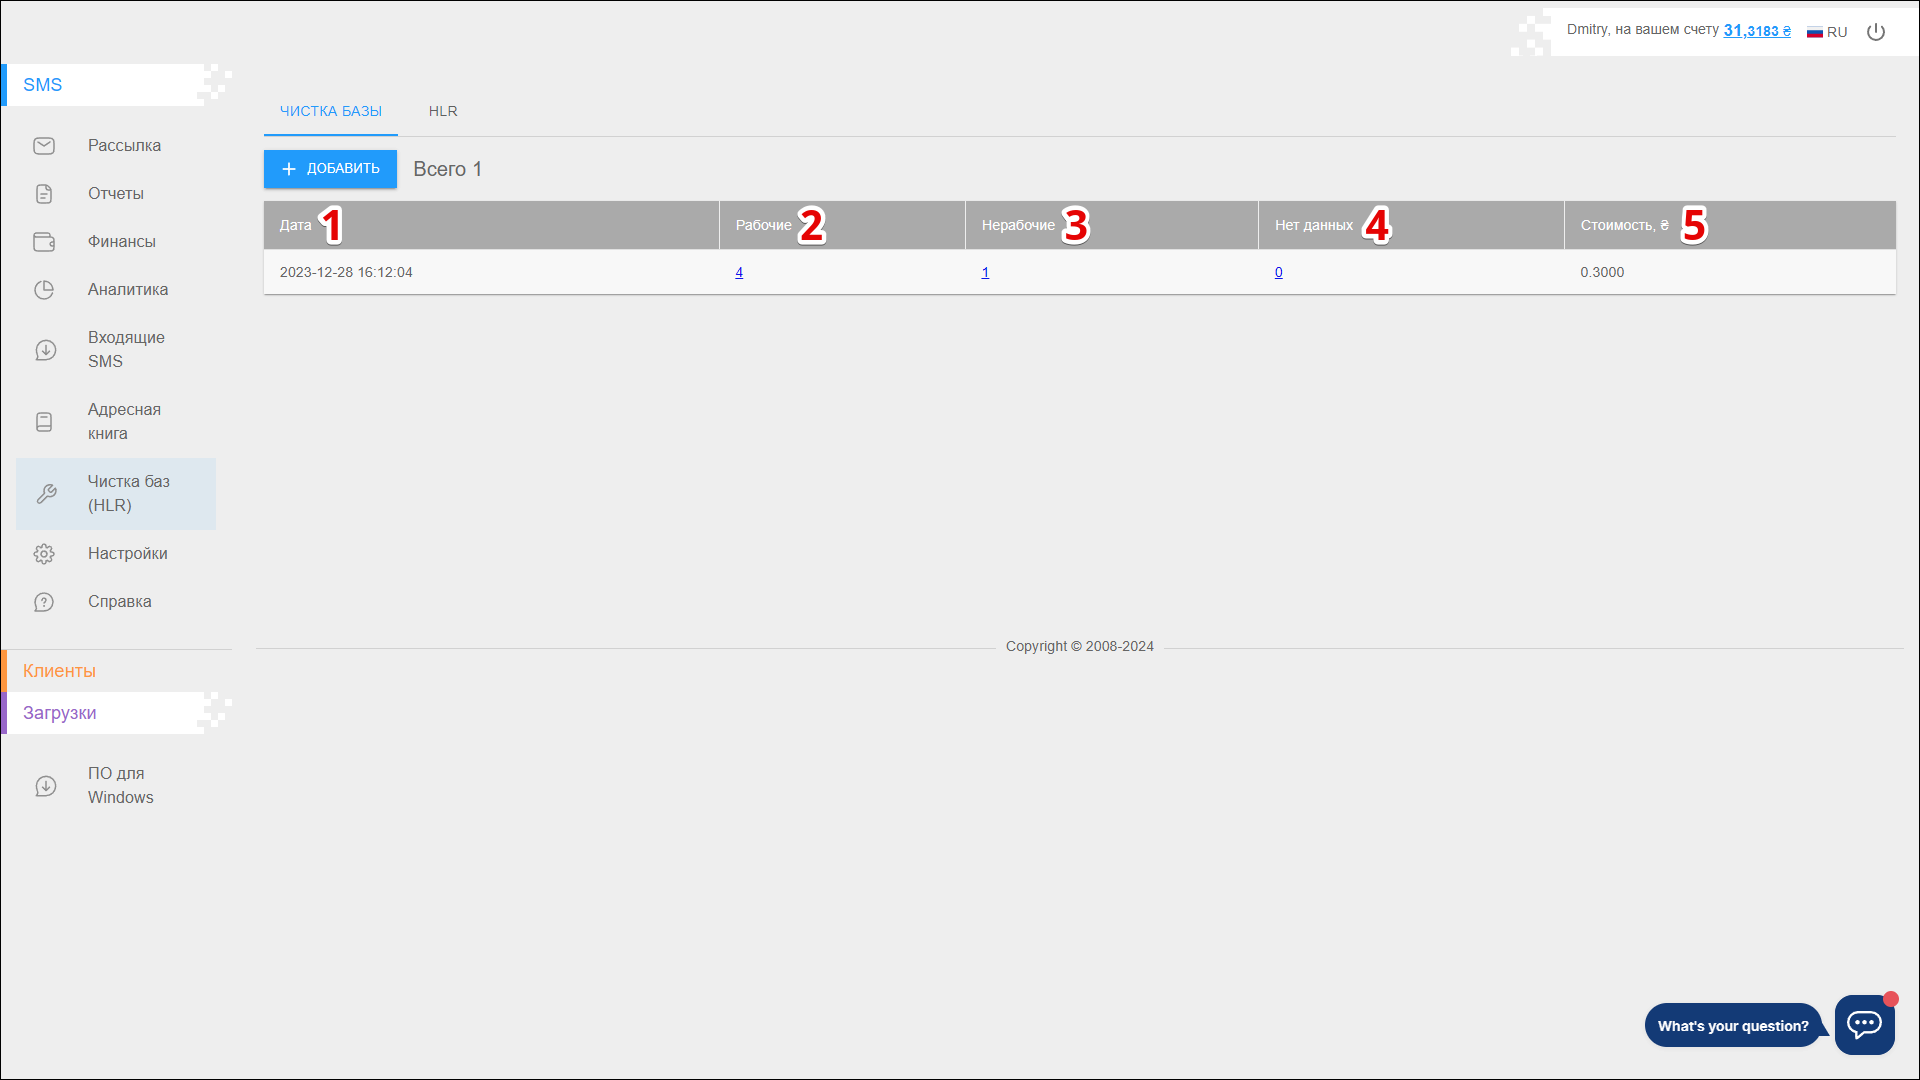 Dmitry, на вашем счету 31,3183 ₴ RU
SMS
Рассылка
Отчеты
Финансы
Аналитика
Входящие
SMS
Адресная
книга
Чистка баз
(HLR)
Настройки
Справка
Клиенты
Загрузки
ПО для
Windows
ЧИСТКА БАЗЫ HLR
ДОБАВИТЬ Всего 1
Дата 1 Рабочие 2 Нерабочие 3 Нет данных 4 Стоимость, ₴ 5
2023-12-28 16:12:04 4 1 0 0.3000
Copyright © 2008-2024
What's your question?